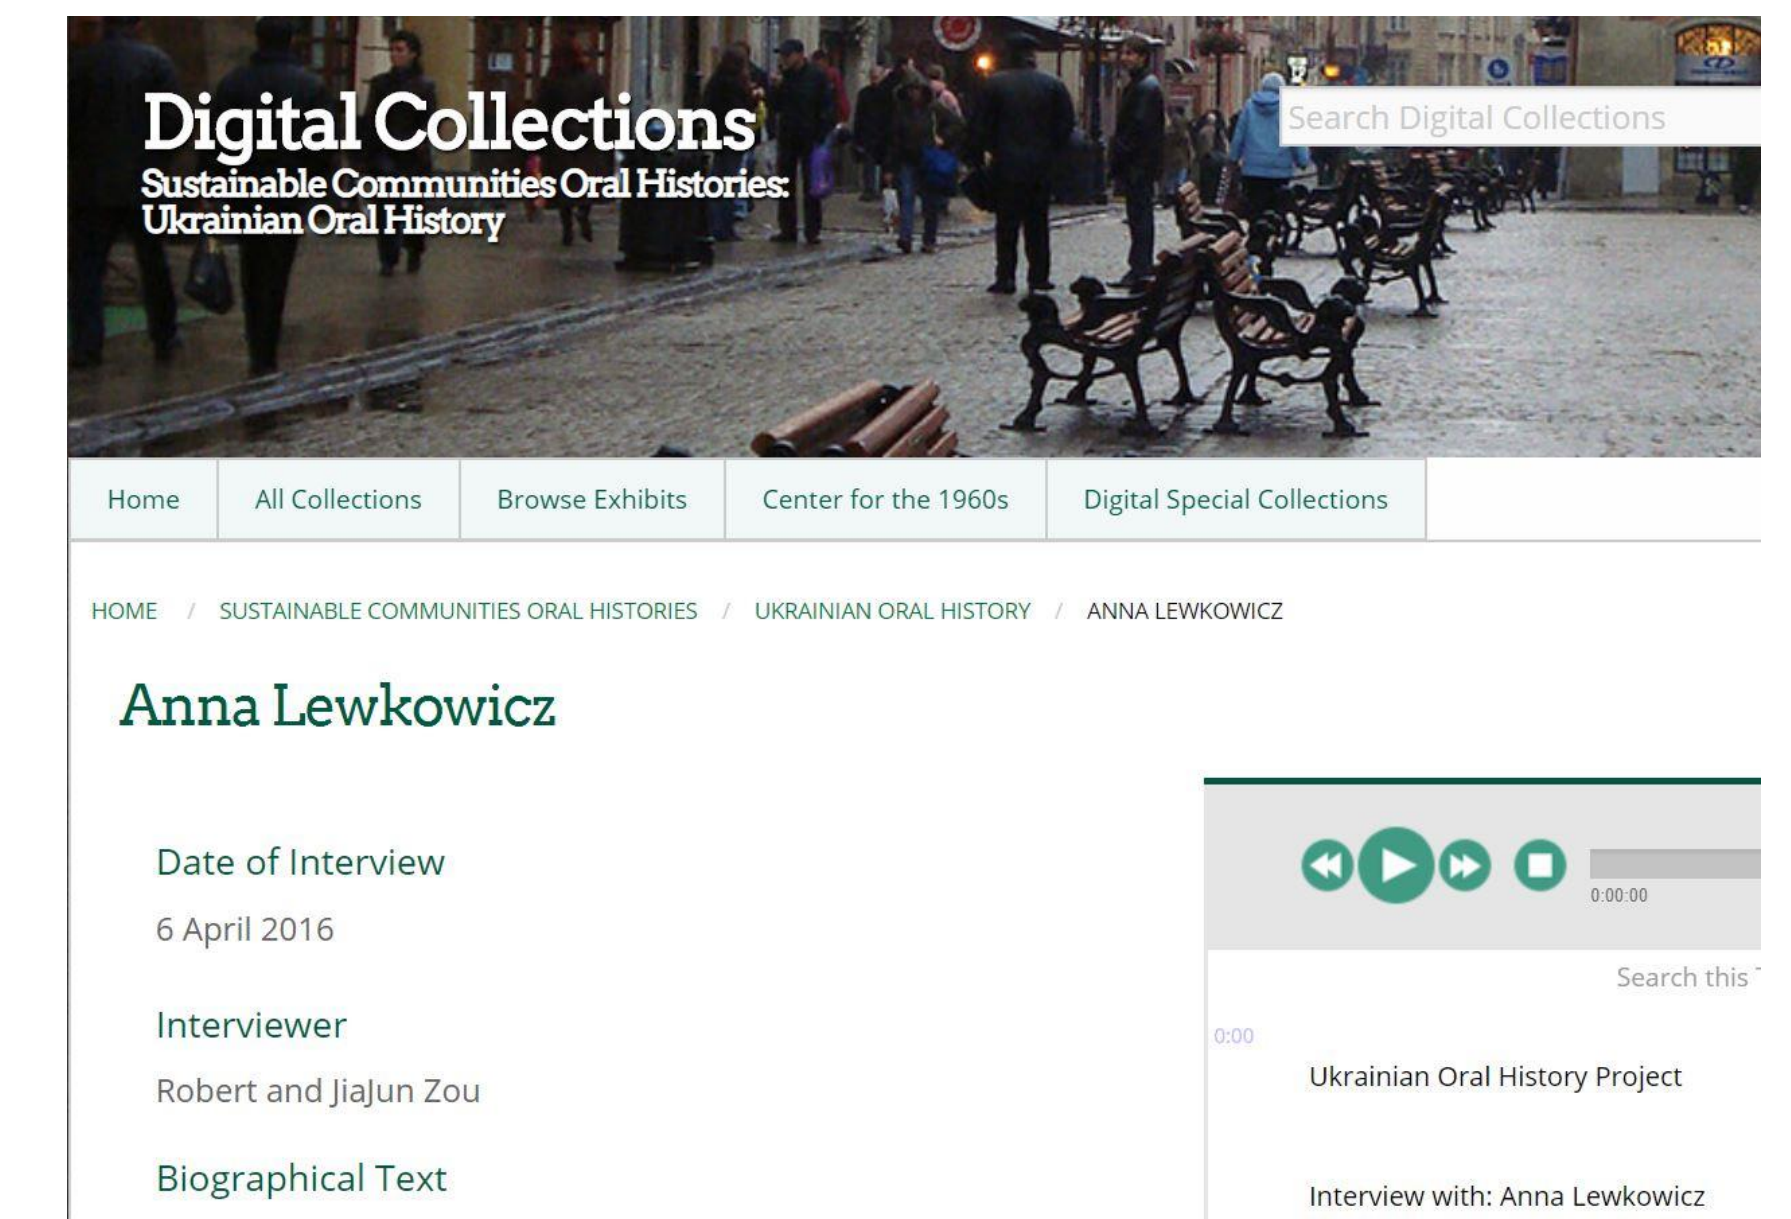 Digital Collections
Sustainable Communities Oral Histories:
Ukrainian Oral History
Search Digital Collections
Home
All Collections
Browse Exhibits
Center for the 1960s
Digital Special Collections
HOME / SUSTAINABLE COMMUNITIES ORAL HISTORIES / UKRAINIAN ORAL HISTORY / ANNA LEWKOWICZ
Anna Lewkowicz
Date of Interview
6 April 2016
Interviewer
Robert and JiaJun Zou
Biographical Text
0:00:00
Search this
0:00
Ukrainian Oral History Project
Interview with: Anna Lewkowicz